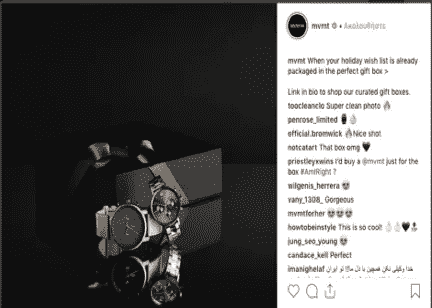 mvmt • Ακολουθήστε
mvmt When your holiday wish list is already
packaged in the perfect gift box >
Link in bio to shop our curated gift boxes.
toocleanclo Super clean photo 🔥
penrose_limited
official.bremwick 🔥Nice shot
notcatart That box omg 🖤
priestleyxwins I'd buy a @mvmt just for the
box #AmIRight ?
wilgenis_herrera 😍
vany_1308_ Gorgeous
mvmtforher 😍😍😍
howtobeinstyle This is so cool!
jung_seo_young 😍
candace_kell Perfect
imanighelaf